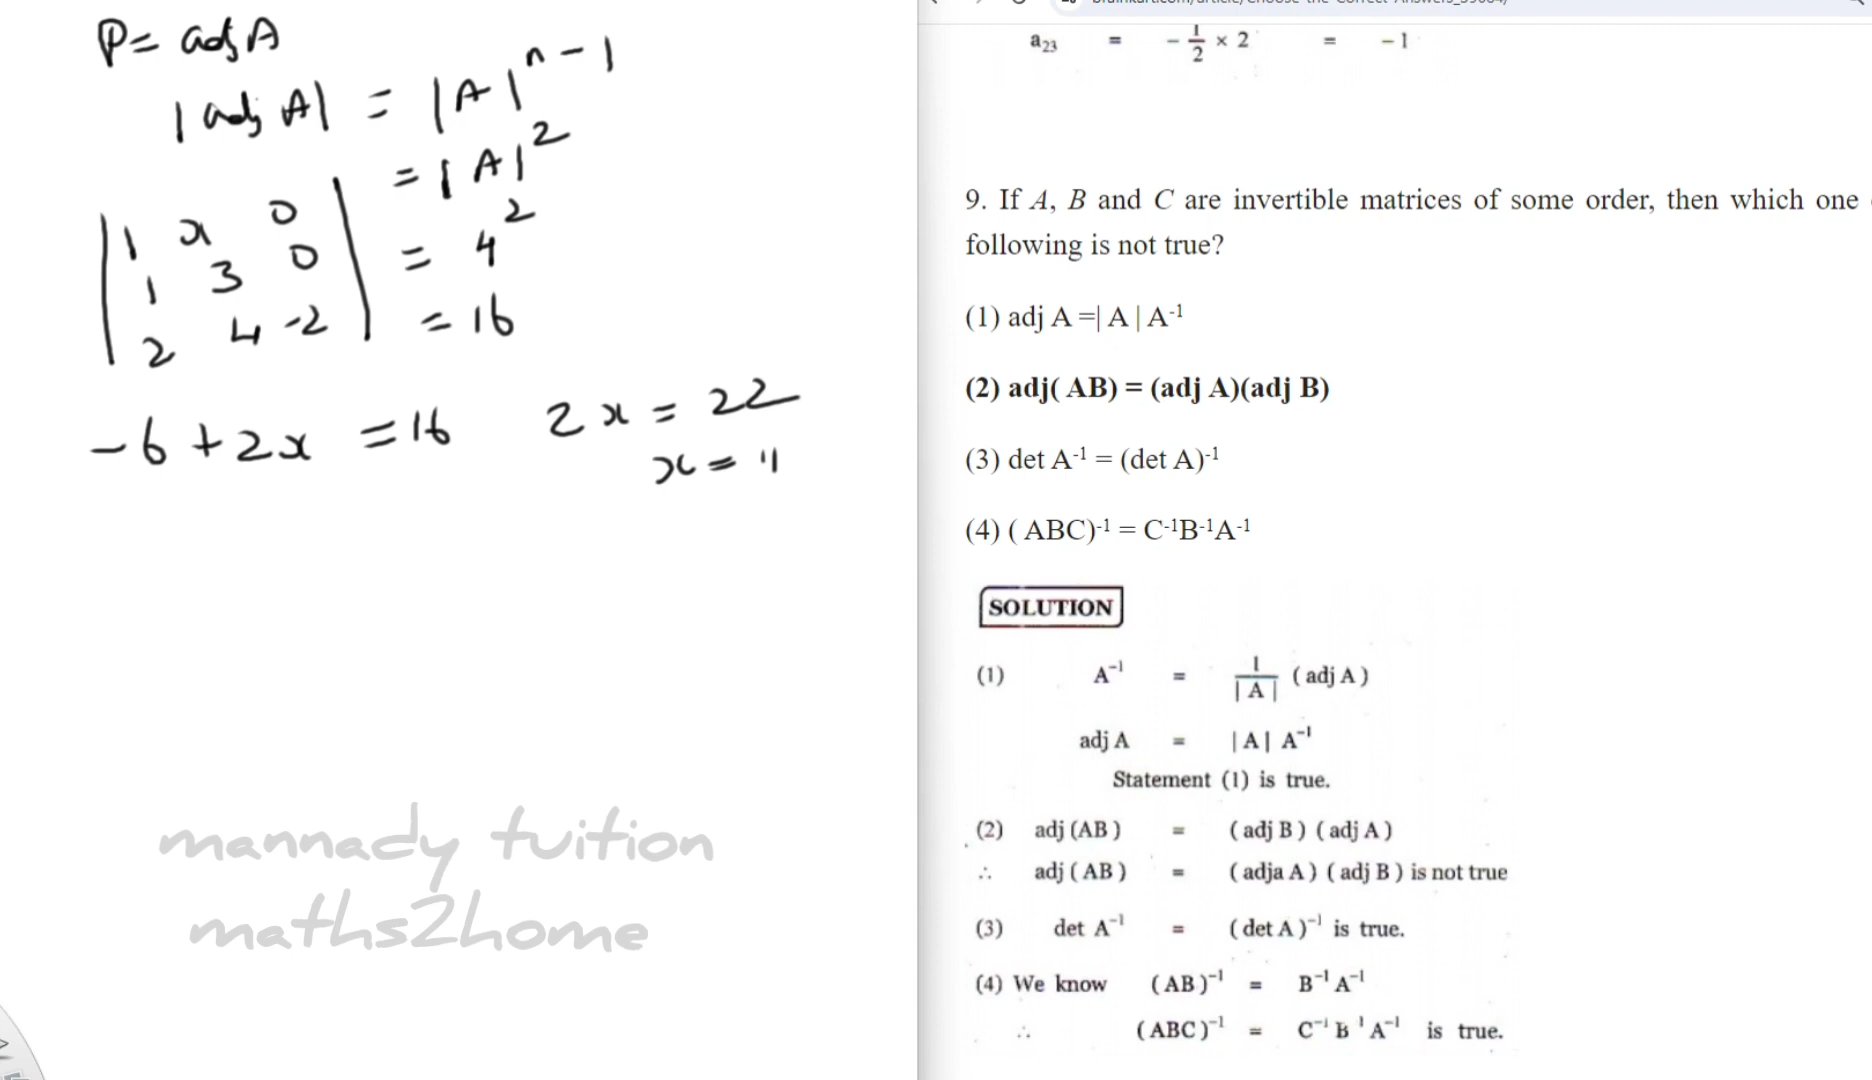 P = adj A
|adj A| = |A|^n-1
= |A|^2
|1 x 0
1 3 0
2 4 -2|
= 4^2
= 16
-6 + 2x = 16
2x = 22
x = 11
mannady tuition
maths2home
a23 = - 1/2 × 2 = -1
9. If A, B and C are invertible matrices of some order, then which one
following is not true?
(1) adj A =| A | A-1
(2) adj( AB) = (adj A)(adj B)
(3) det A-1 = (det A)-1
(4) ( ABC)-1 = C-1B-1A-1
SOLUTION
(1) A^-1 = 1/|A| ( adj A )
adj A = |A| A^-1
Statement (1) is true.
(2) adj (AB ) = ( adj B ) ( adj A )
∴ adj ( AB ) = ( adja A ) ( adj B ) is not true
(3) det A^-1 = ( det A )^-1 is true.
(4) We know ( AB )^-1 = B^-1 A^-1
∴ ( ABC )^-1 = C^-1 B^1 A^-1 is true.